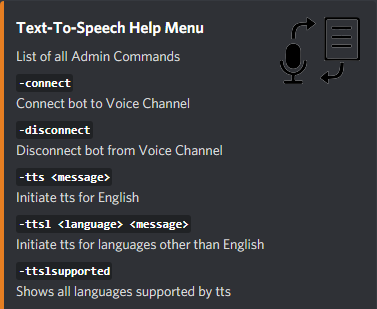 Text-To-Speech Help Menu
List of all Admin Commands
-connect
Connect bot to Voice Channel
-disconnect
Disconnect bot from Voice Channel
-tts <message>
Initiate tts for English
-ttsl <language> <message>
Initiate tts for languages other than English
-ttslsupported
Shows all languages supported by tts